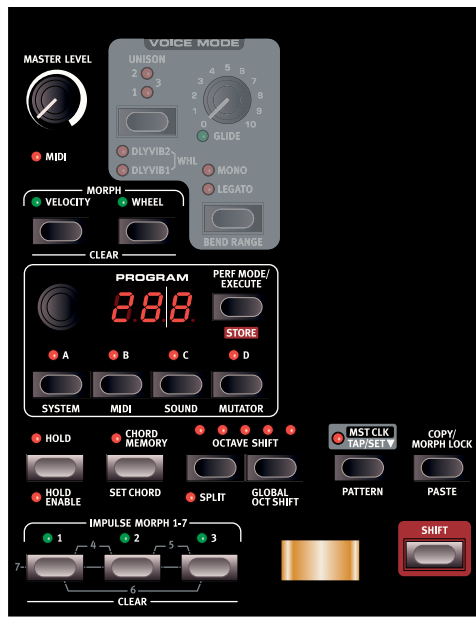 VOICE MODE
MASTER LEVEL
UNISON
2
3
1
0 1 2 3 4 5 6 7 8 9 10
GLIDE
MIDI
DLYVIB2
DLYVIB1
WHL
MONO
LEGATO
BEND RANGE
MORPH
VELOCITY
WHEEL
CLEAR
PROGRAM
288
PERF MODE/
EXECUTE
STORE
A B C D
SYSTEM MIDI SOUND MUTATOR
HOLD
CHORD
MEMORY
OCTAVE SHIFT
MST CLK
TAP/SET▼
COPY/
MORPH LOCK
HOLD
ENABLE
SET CHORD
SPLIT
GLOBAL
OCT SHIFT
PATTERN
PASTE
IMPULSE MORPH 1-7
1 2 3
4 5
7
6
CLEAR
SHIFT